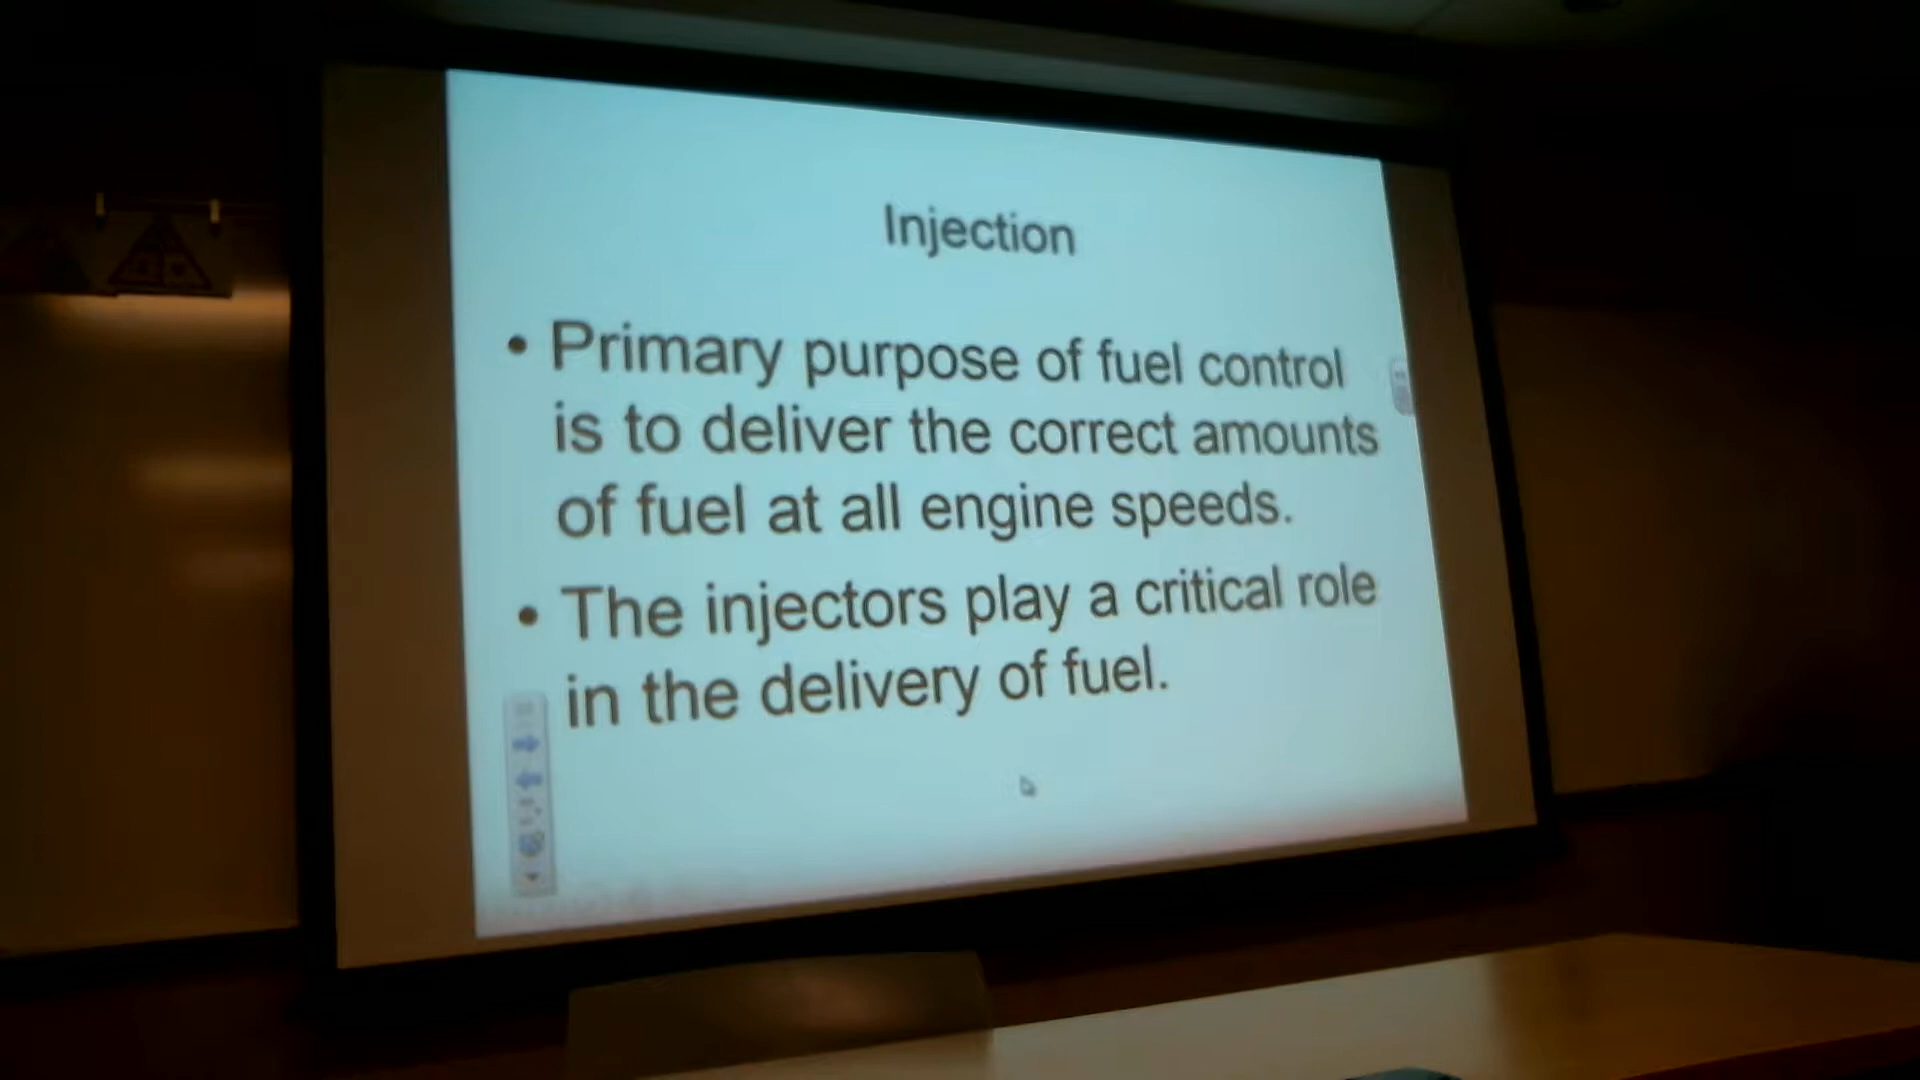 Injection
• Primary purpose of fuel control
is to deliver the correct amounts
of fuel at all engine speeds.
• The injectors play a critical role
in the delivery of fuel.